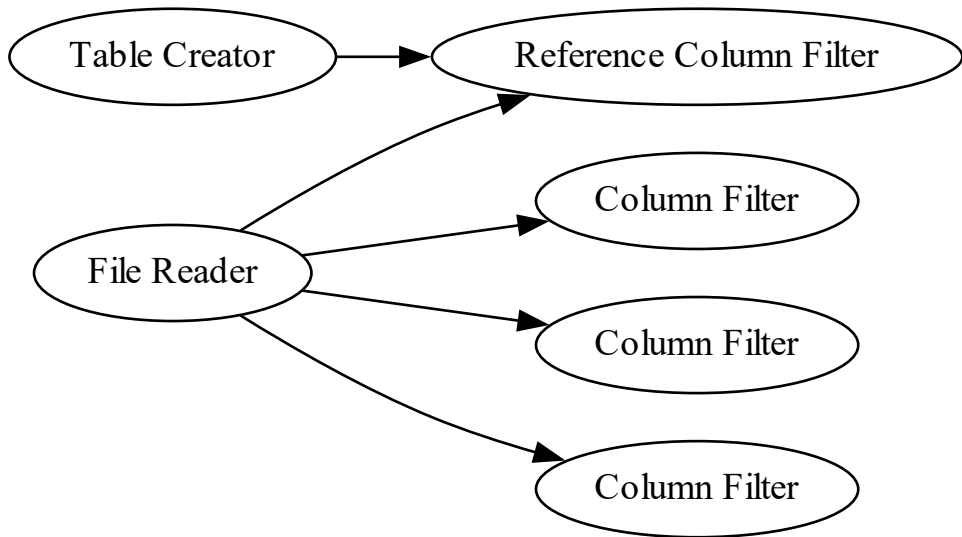 Table Creator
Reference Column Filter
Column Filter
File Reader
Column Filter
Column Filter